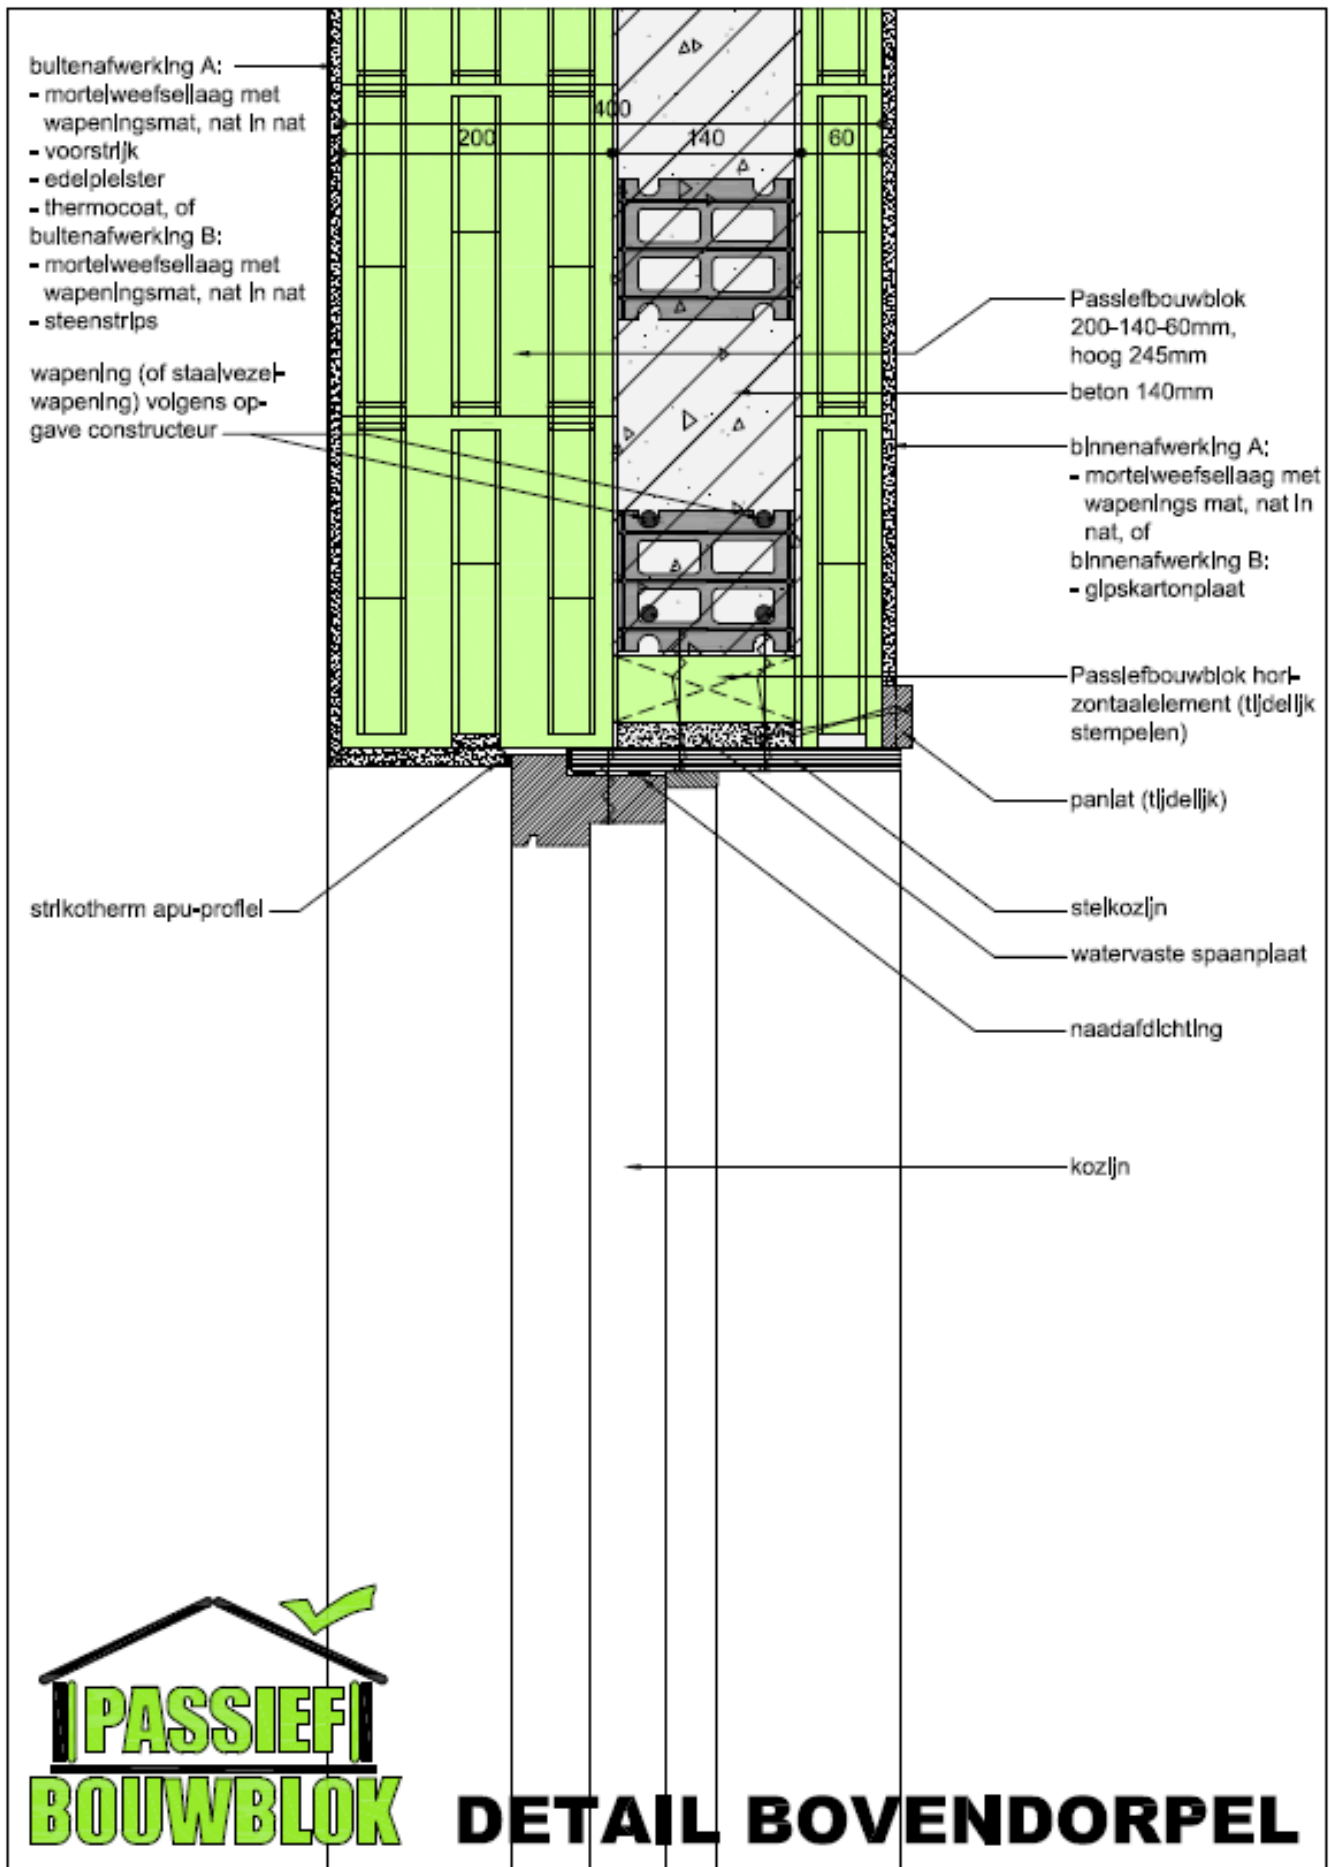 buitenafwerking A:
- mortelweefsellaag met
wapeningsmat, nat in nat
- voorstrijk
- edelpleister
- thermocoat, of
buitenafwerking B:
- mortelweefsellaag met
wapeningsmat, nat in nat
- steenstrips
wapening (of staalvezel-
wapening) volgens op-
gave constructeur
strikotherm apu-profiel
400
200
140
60
Passiefbouwblok
200-140-60mm,
hoog 245mm
beton 140mm
binnenafwerking A:
- mortelweefsellaag met
wapenings mat, nat in
nat, of
binnenafwerking B:
- gipskartonplaat
Passiefbouwblok hori-
zontaalelement (tijdelijk
stempelen)
panlat (tijdelijk)
stelkozijn
watervaste spaanplaat
naadafdichting
kozijn
PASSIEF
BOUWBLOK
DETAIL BOVENDORPEL